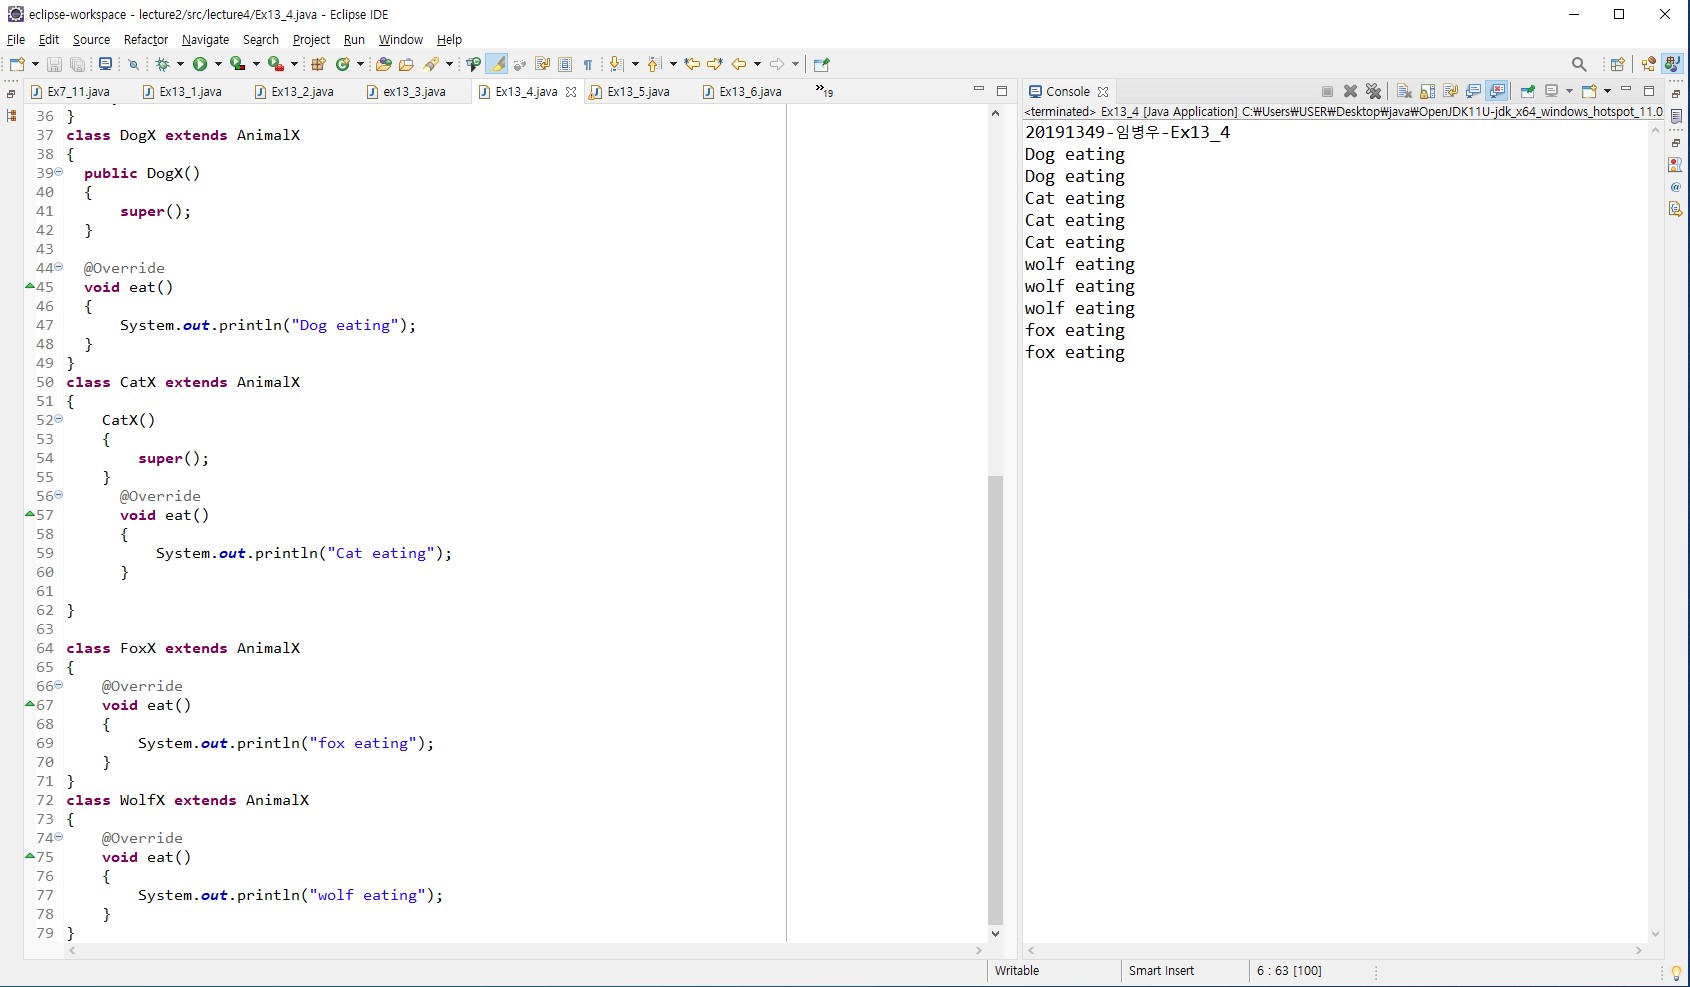 eclipse-workspace - lecture2/src/lecture4/Ex13_4.java - Eclipse IDE
File Edit Source Refactor Navigate Search Project Run Window Help
Ex7_11.java Ex13_1.java Ex13_2.java ex13_3.java Ex13_4.java Ex13_5.java Ex13_6.java »19
36 }
37 class DogX extends AnimalX
38 {
39 public DogX()
40 {
41 super();
42 }
43
44 @Override
45 void eat()
46 {
47 System.out.println("Dog eating");
48 }
49 }
50 class CatX extends AnimalX
51 {
52 CatX()
53 {
54 super();
55 }
56 @Override
57 void eat()
58 {
59 System.out.println("Cat eating");
60 }
61
62 }
63
64 class FoxX extends AnimalX
65 {
66 @Override
67 void eat()
68 {
69 System.out.println("fox eating");
70 }
71 }
72 class WolfX extends AnimalX
73 {
74 @Override
75 void eat()
76 {
77 System.out.println("wolf eating");
78 }
79 }
Console
<terminated> Ex13_4 [Java Application] C:₩Users₩USER₩Desktop₩java₩OpenJDK11U-jdk_x64_windows_hotspot_11.0
20191349-임병우-Ex13_4
Dog eating
Dog eating
Cat eating
Cat eating
Cat eating
wolf eating
wolf eating
wolf eating
fox eating
fox eating
Writable Smart Insert 6 : 63 [100]